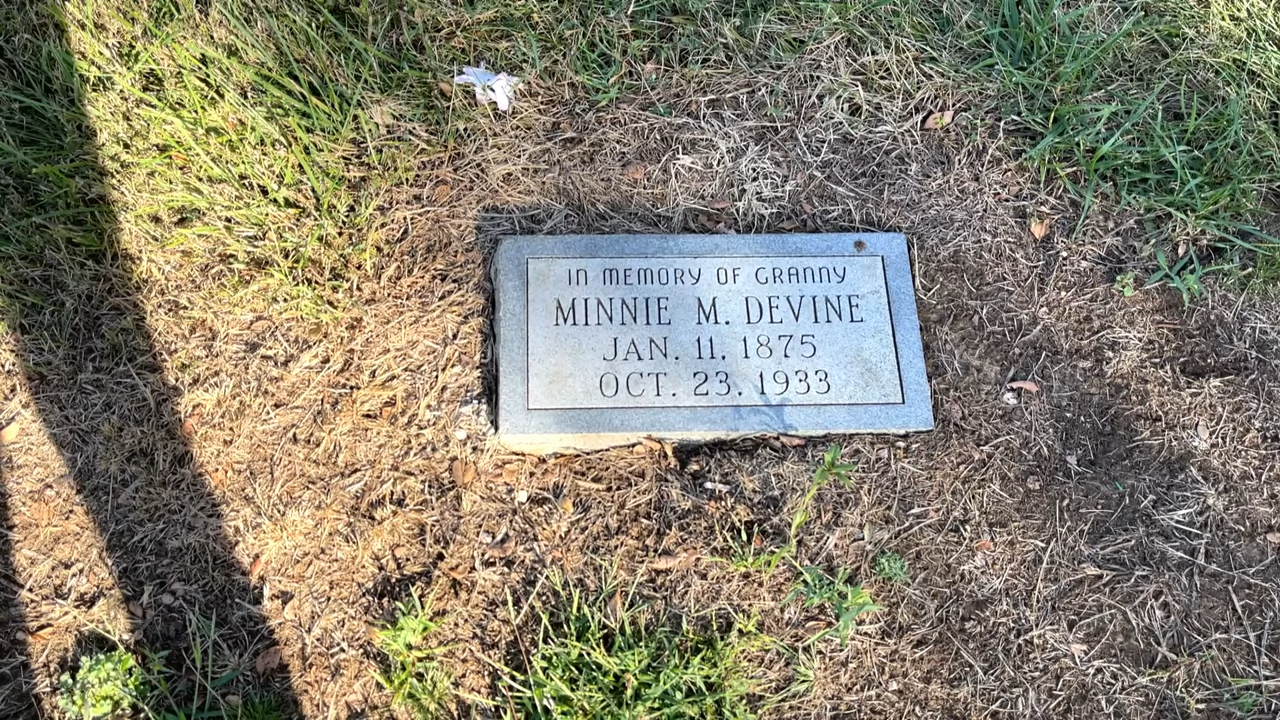 IN MEMORY OF GRANNY
MINNIE M. DEVINE
JAN. 11, 1875
OCT. 23, 1933